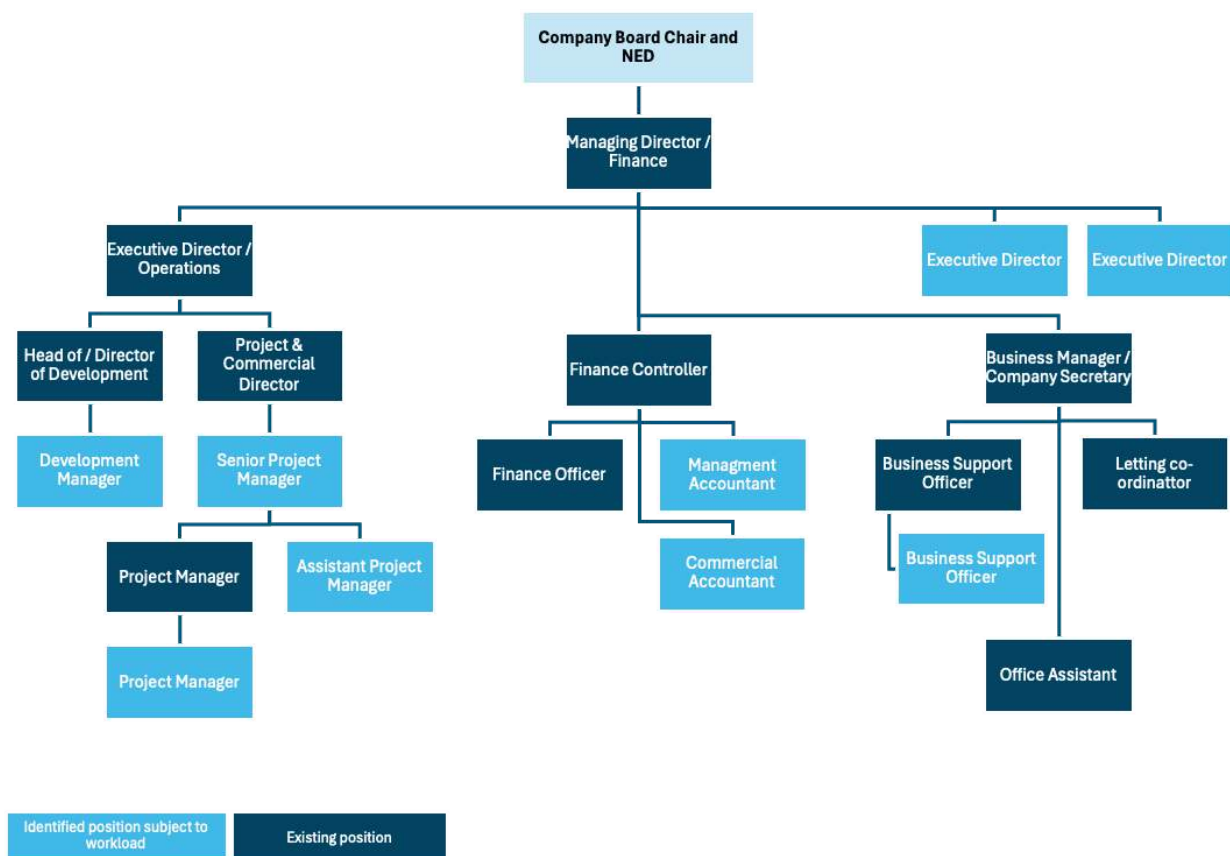 Company Board Chair and
NED
Managing Director /
Finance
Executive Director /
Operations
Executive Director
Executive Director
Head of / Director
of Development
Project &
Commercial
Director
Finance Controller
Business Manager /
Company Secretary
Development
Manager
Senior Project
Manager
Finance Officer
Managment
Accountant
Business Support
Officer
Letting co-
ordinattor
Project Manager
Assistant Project
Manager
Commercial
Accountant
Business Support
Officer
Project Manager
Office Assistant
Identified position subject to
workload
Existing position